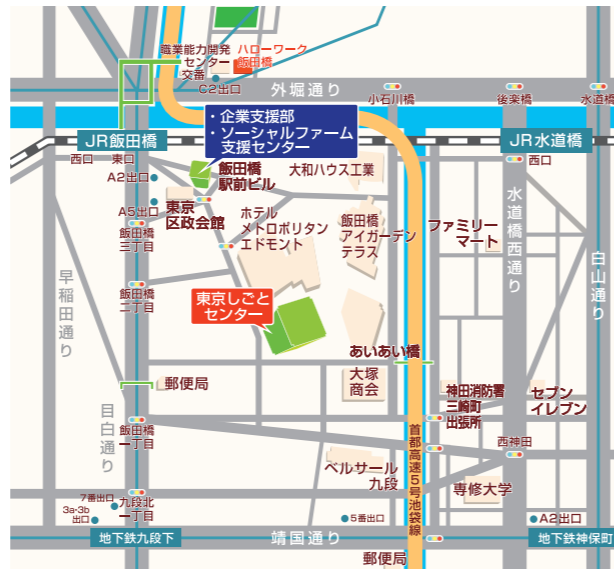 職業能力開発
センター
交番
ハローワーク
飯田橋
C2出口
外堀通り
小石川橋
後楽橋
水道橋
・企業支援部
・ソーシャルファーム
支援センター
JR飯田橋
JR水道橋
西口
東口
西口
A2出口
飯田橋
駅前ビル
大和ハウス工業
A5出口
東京
区政会館
ホテル
メトロポリタン
エドモント
飯田橋
アイガーデン
テラス
ファミリー
マート
水道橋西通り
白山通り
飯田橋
三丁目
早稲田通り
飯田橋
二丁目
東京しごと
センター
あいあい橋
郵便局
大塚
商会
神田消防署
三崎町
出張所
セブン
イレブン
目白通り
飯田橋
一丁目
首都高速5号池袋線
西神田
ベルサール
九段
専修大学
7番出口
3a・3b
出口
九段北
一丁目
5番出口
A2出口
地下鉄九段下
靖国通り
地下鉄神保町
郵便局